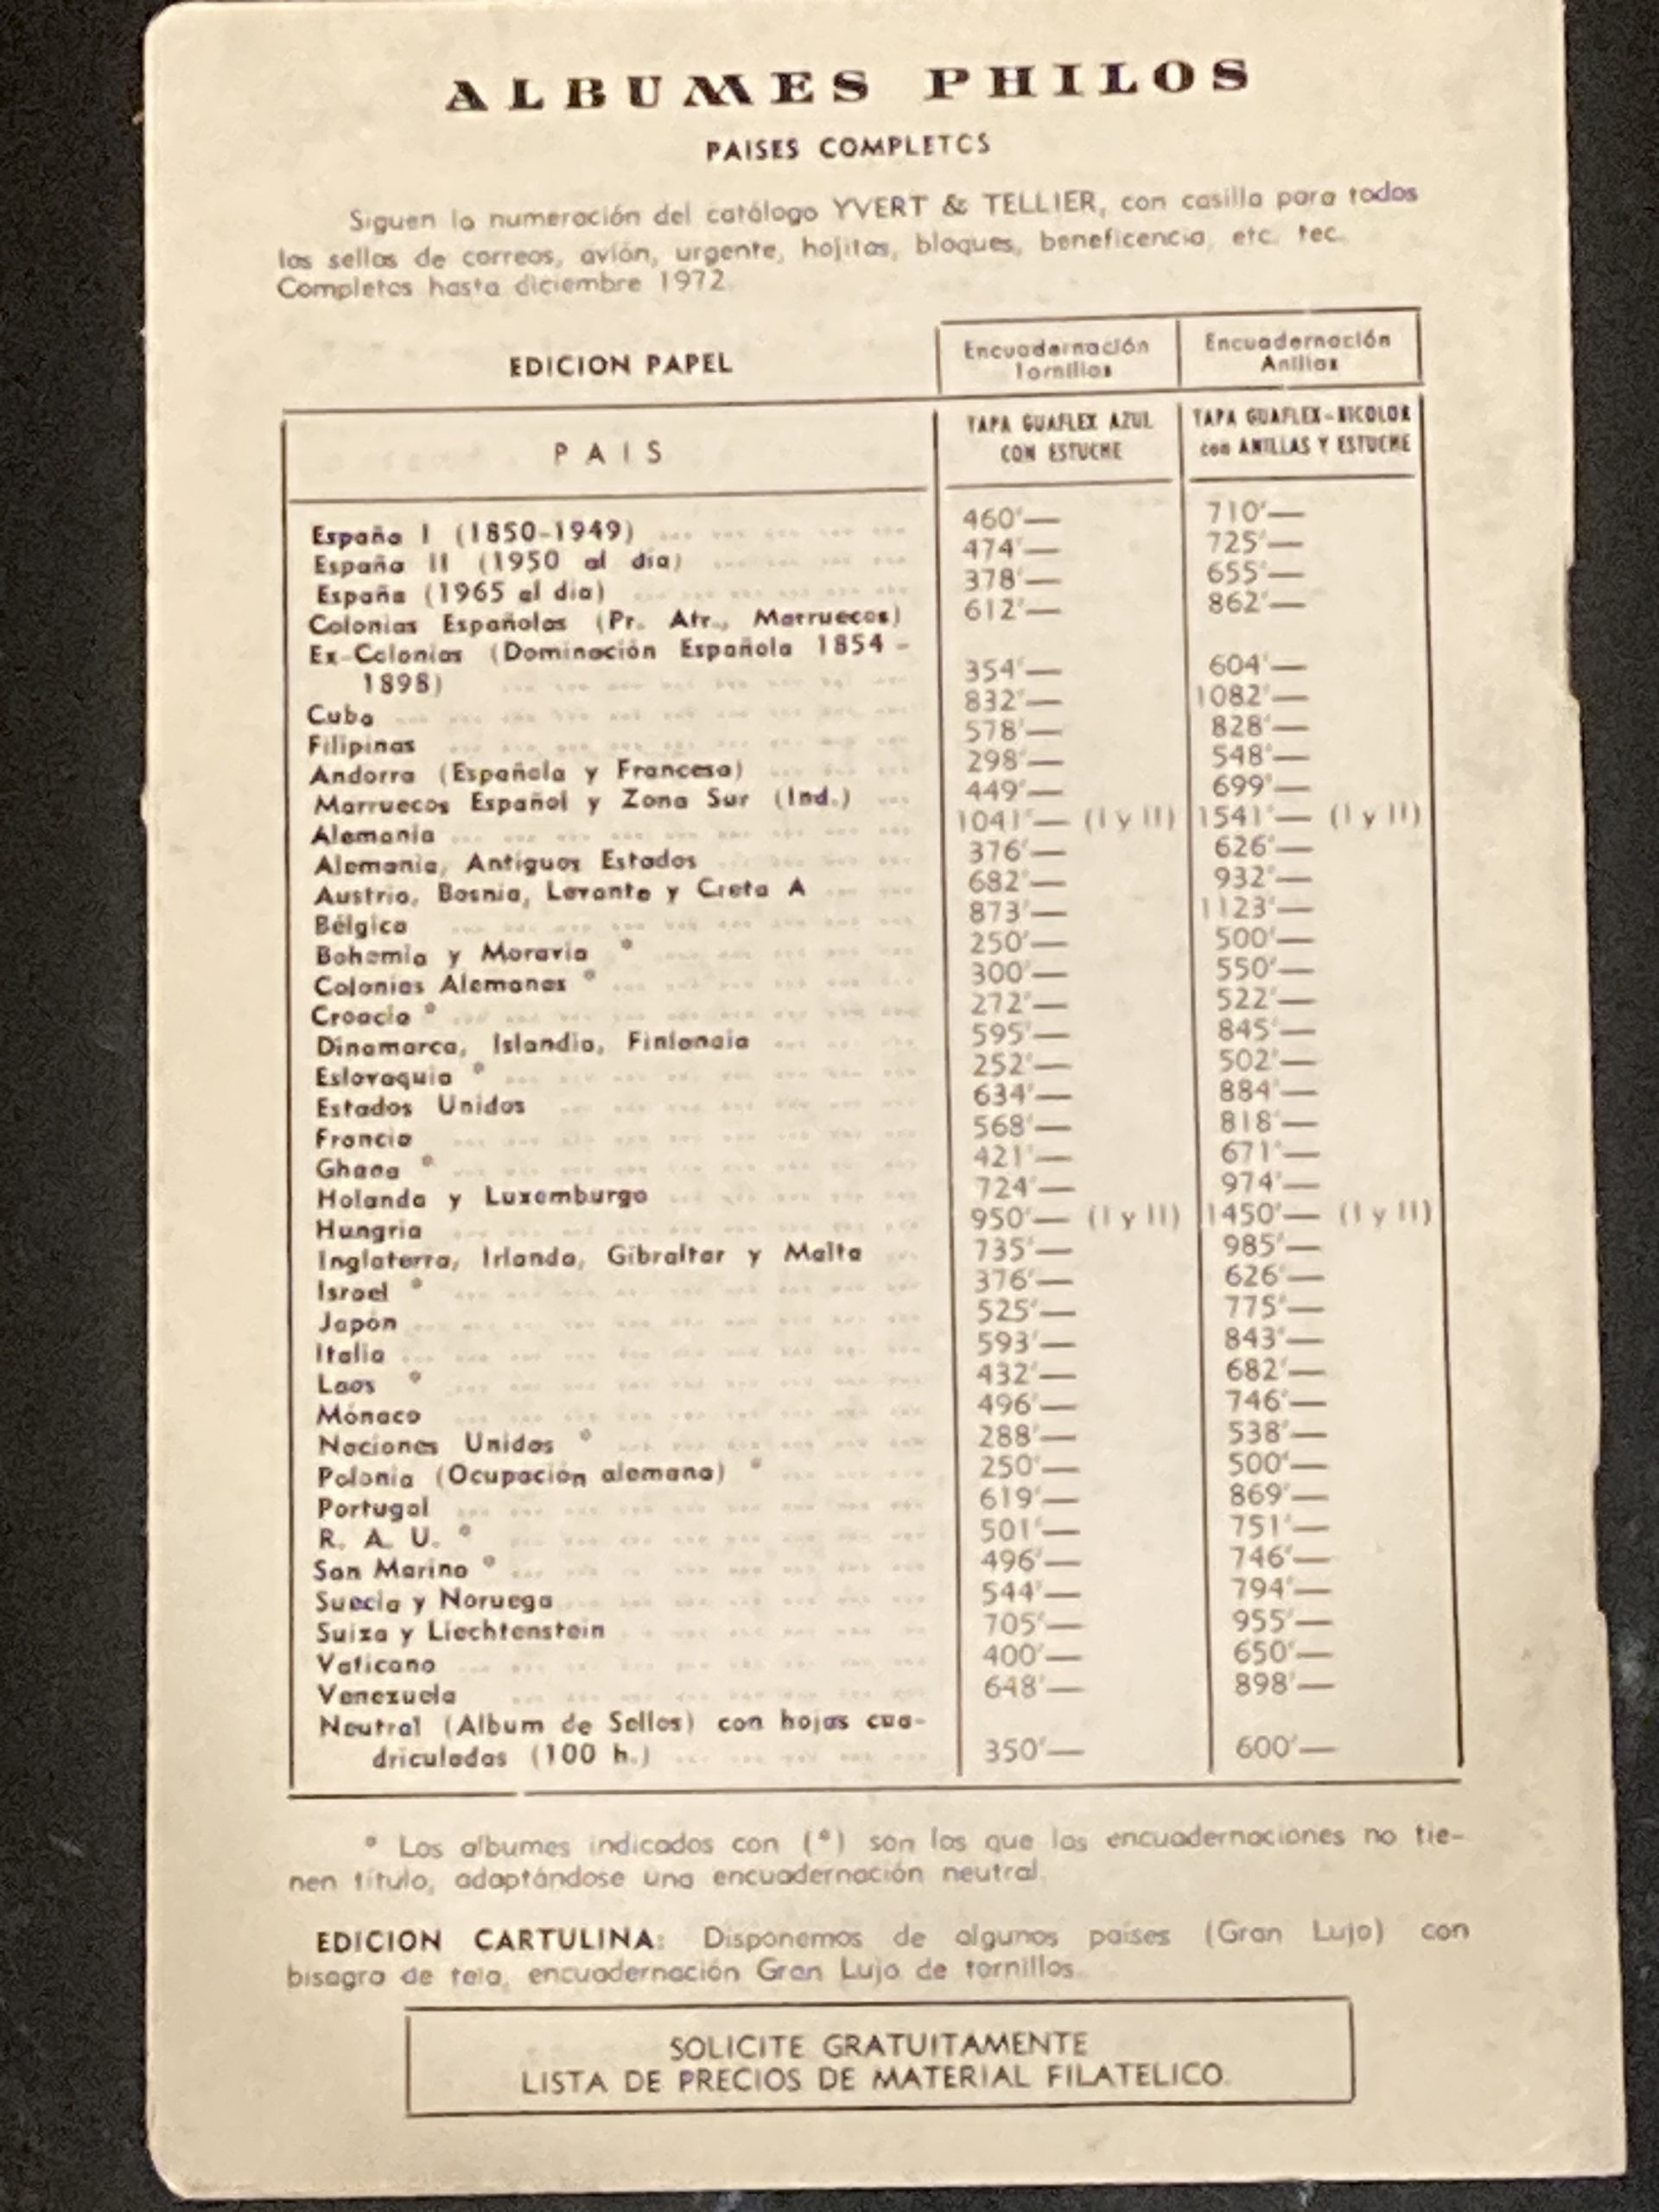 ALBUMES PHILOS
PAISES COMPLETOS
Siguen la numeración del catálogo YVERT & TELLIER, con casilla para todos
los sellos de correos, avión, urgente, hojitas, bloques, beneficencia, etc. tec.
Completos hasta diciembre 1972.
EDICION PAPEL
Encuadernación
Tornillos
Encuadernación
Anillas
PAIS
TAPA GUAFLEX AZUL
CON ESTUCHE
TAPA GUAFLEX-BICOLOR
con ANILLAS Y ESTUCHE
España I (1850-1949) ... ... ... ... 460'— 710'—
España II (1950 al día) ... ... ... 474'— 725'—
España (1965 al día) ... ... ... ... 378'— 655'—
Colonias Españolas (Pr. Afr., Marruecos) 612'— 862'—
Ex-Colonias (Dominación Española 1854 -
1898) ... ... ... ... ... ... 354'— 604'—
Cuba ... ... ... ... ... ... ... 832'— 1082'—
Filipinas ... ... ... ... ... ... 578'— 828'—
Andorra (Española y Francesa) ... ... 298'— 548'—
Marruecos Español y Zona Sur (Ind.) ... 449'— 699'—
Alemania ... ... ... ... ... ... 1041'— (I y II) 1541'— (I y II)
Alemania, Antiguos Estados ... ... ... 376'— 626'—
Austria, Bosnia, Levante y Creta A ... ... 682'— 932'—
Bélgica ... ... ... ... ... ... 873'— 1123'—
Bohemia y Moravia * ... ... ... ... 250'— 500'—
Colonias Alemanas * ... ... ... ... 300'— 550'—
Croacia * ... ... ... ... ... ... 272'— 522'—
Dinamarca, Islandia, Finlandia ... ... 595'— 845'—
Eslovaquia * ... ... ... ... ... 252'— 502'—
Estados Unidos ... ... ... ... ... 634'— 884'—
Francia ... ... ... ... ... ... 568'— 818'—
Ghana * ... ... ... ... ... ... 421'— 671'—
Holanda y Luxemburgo ... ... ... ... 724'— 974'—
Hungría ... ... ... ... ... ... 950'— (I y II) 1450'— (I y II)
Inglaterra, Irlanda, Gibraltar y Malta ... 735'— 985'—
Israel * ... ... ... ... ... ... 376'— 626'—
Japón ... ... ... ... ... ... ... 525'— 775'—
Italia ... ... ... ... ... ... ... 593'— 843'—
Laos * ... ... ... ... ... ... 432'— 682'—
Mónaco ... ... ... ... ... ... 496'— 746'—
Naciones Unidas * ... ... ... ... 288'— 538'—
Polonia (Ocupación alemana) * ... ... 250'— 500'—
Portugal ... ... ... ... ... ... 619'— 869'—
R. A. U. * ... ... ... ... ... 501'— 751'—
San Marino * ... ... ... ... ... 496'— 746'—
Suecia y Noruega ... ... ... ... ... 544'— 794'—
Suiza y Liechtenstein ... ... ... ... 705'— 955'—
Vaticano ... ... ... ... ... ... 400'— 650'—
Venezuela ... ... ... ... ... ... 648'— 898'—
Neutral (Album de Sellos) con hojas cua-
driculadas (100 h.) ... ... ... ... 350'— 600'—
* Los albumes indicados con (*) son los que las encuadernaciones no tie-
nen título, adaptándose una encuadernación neutral.
EDICION CARTULINA: Disponemos de algunos países (Gran Lujo) con
bisagra de tela, encuadernación Gran Lujo de tornillos.
SOLICITE GRATUITAMENTE
LISTA DE PRECIOS DE MATERIAL FILATELICO.